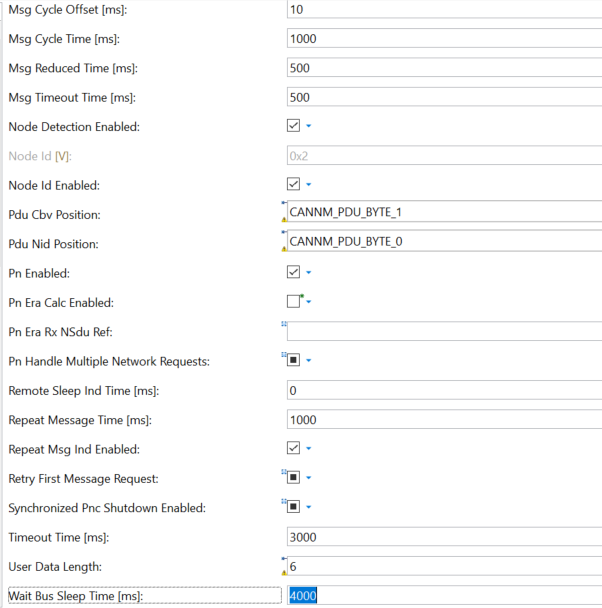 Msg Cycle Offset [ms]: 10
Msg Cycle Time [ms]: 1000
Msg Reduced Time [ms]: 500
Msg Timeout Time [ms]: 500
Node Detection Enabled:
Node Id [V]: 0x2
Node Id Enabled:
Pdu Cbv Position: CANNM_PDU_BYTE_1
Pdu Nid Position: CANNM_PDU_BYTE_0
Pn Enabled:
Pn Era Calc Enabled:
Pn Era Rx NSdu Ref:
Pn Handle Multiple Network Requests:
Remote Sleep Ind Time [ms]: 0
Repeat Message Time [ms]: 1000
Repeat Msg Ind Enabled:
Retry First Message Request:
Synchronized Pnc Shutdown Enabled:
Timeout Time [ms]: 3000
User Data Length: 6
Wait Bus Sleep Time [ms]: 4000